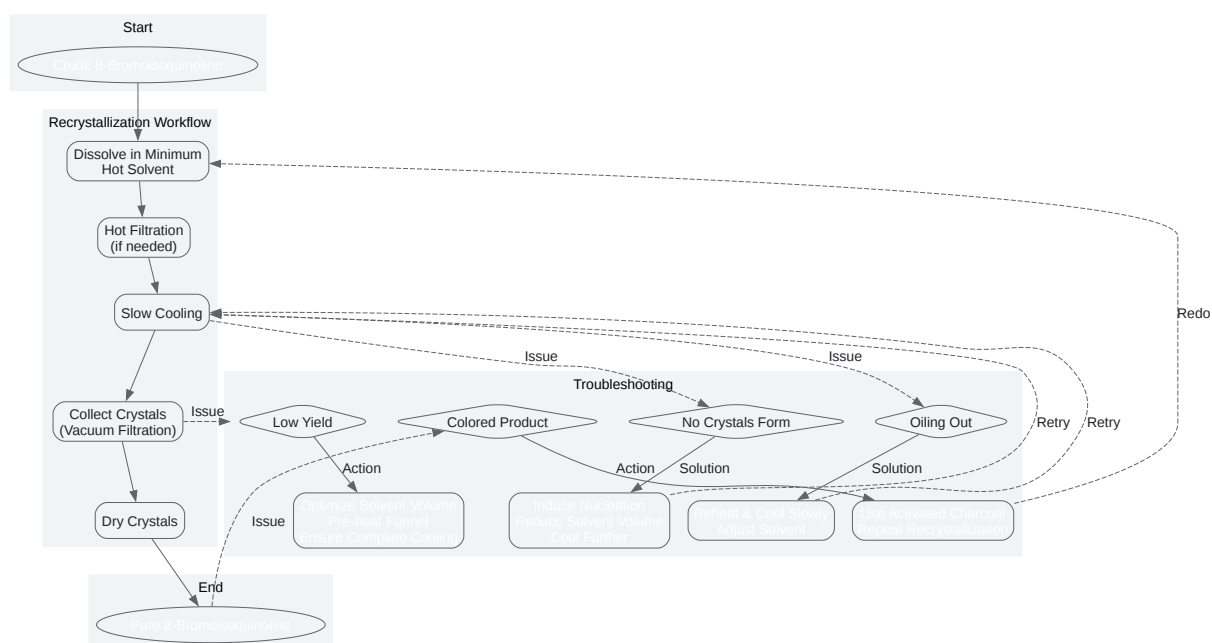 Start
Crude 8-Bromoisoquinoline
Recrystallization Workflow
Dissolve in Minimum
Hot Solvent
Hot Filtration
(if needed)
Slow Cooling
Redo
Issue
Issue
Troubleshooting
Collect Crystals
(Vacuum Filtration)
Issue
Low Yield
Colored Product
No Crystals Form
Oiling Out
Retry
Retry
Action
Action
Solution
Solution
Optimize Solvent Volume
Pre-heat Funnel
Ensure Complete Cooling
Induce Nucleation
Reduce Solvent Volume
Cool Further
Reheat & Cool Slowly
Adjust Solvent
Use Activated Charcoal
Repeat Recrystallization
Dry Crystals
Issue
End
Pure 8-Bromoisoquinoline